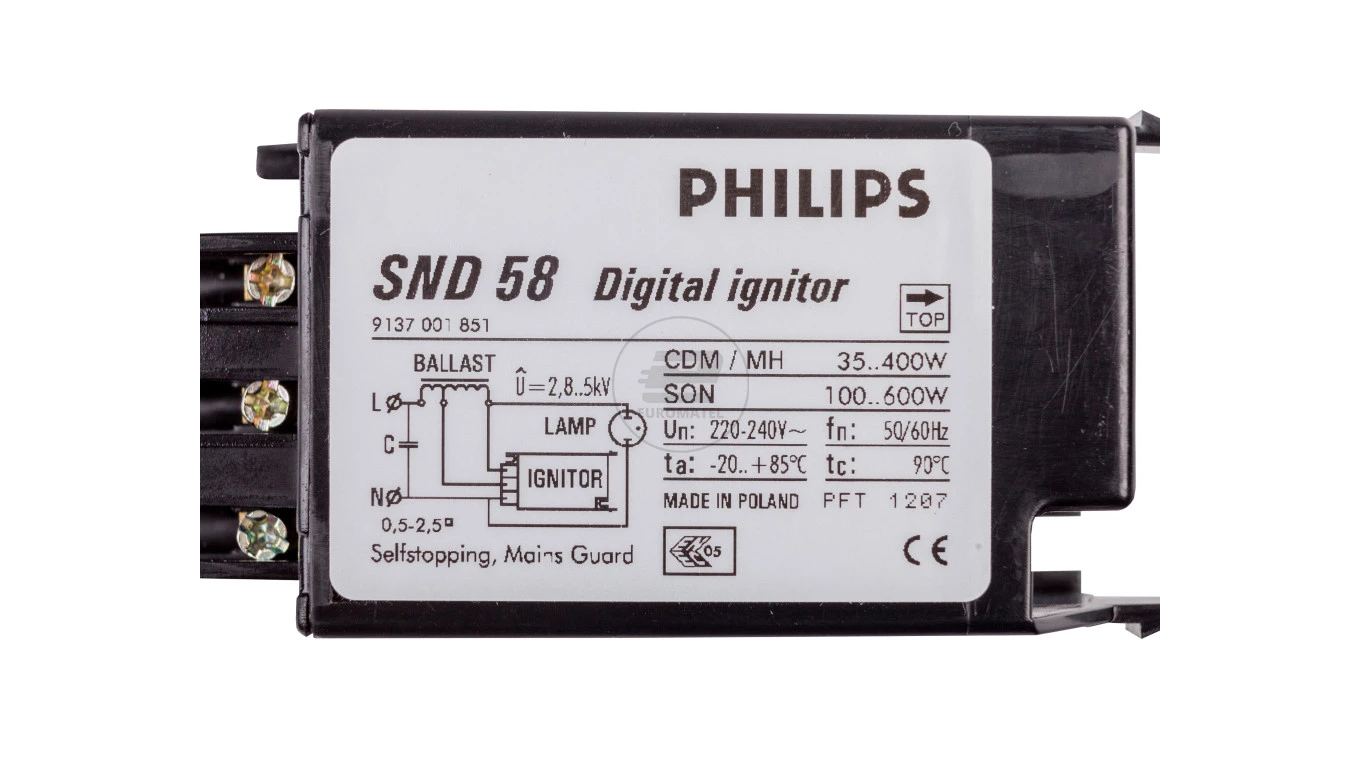 PHILIPS
SND 58 Digital ignitor
9137 001 851
TOP
BALLAST
Û=2,8..5kV
L
LAMP
C
IGNITOR
N
0,5-2,5
Selfstopping, Mains Guard
CDM / MH 35..400W
SON 100..600W
Un: 220-240V~ fn: 50/60Hz
ta: -20..+85°C tc: 90°C
MADE IN POLAND PFT 1207
05
CE
EUROMATEL